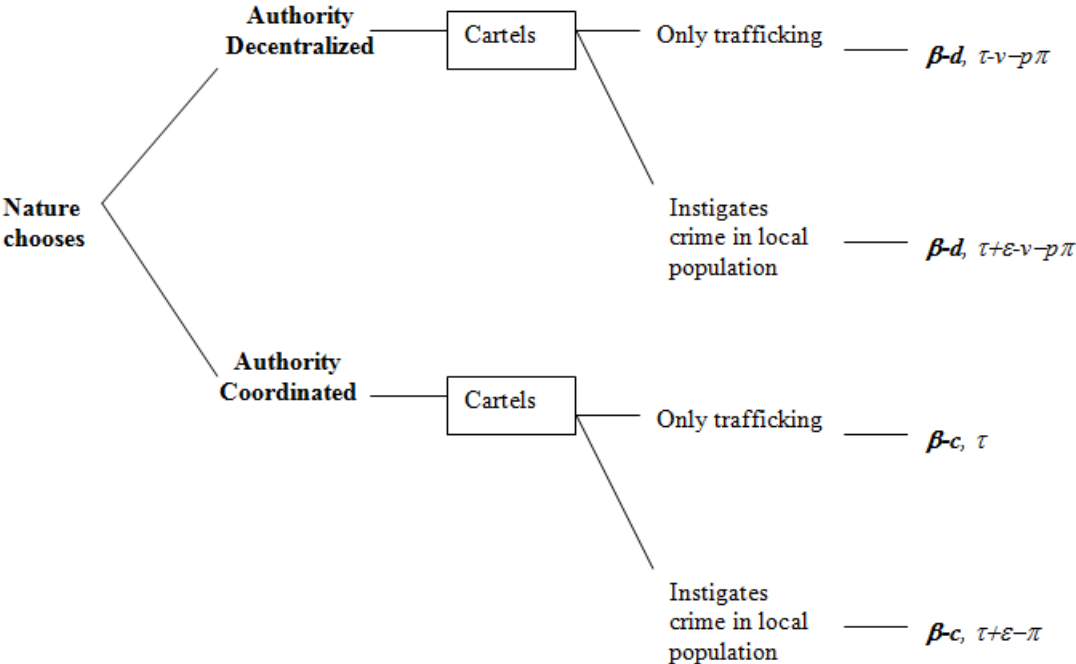 Authority
Decentralized
Cartels
Only trafficking
β-d, τ-ν−pπ
Nature
chooses
Instigates
crime in local
population
β-d, τ+ε-ν−pπ
Authority
Coordinated
Cartels
Only trafficking
β-c, τ
Instigates
crime in local
population
β-c, τ+ε−π